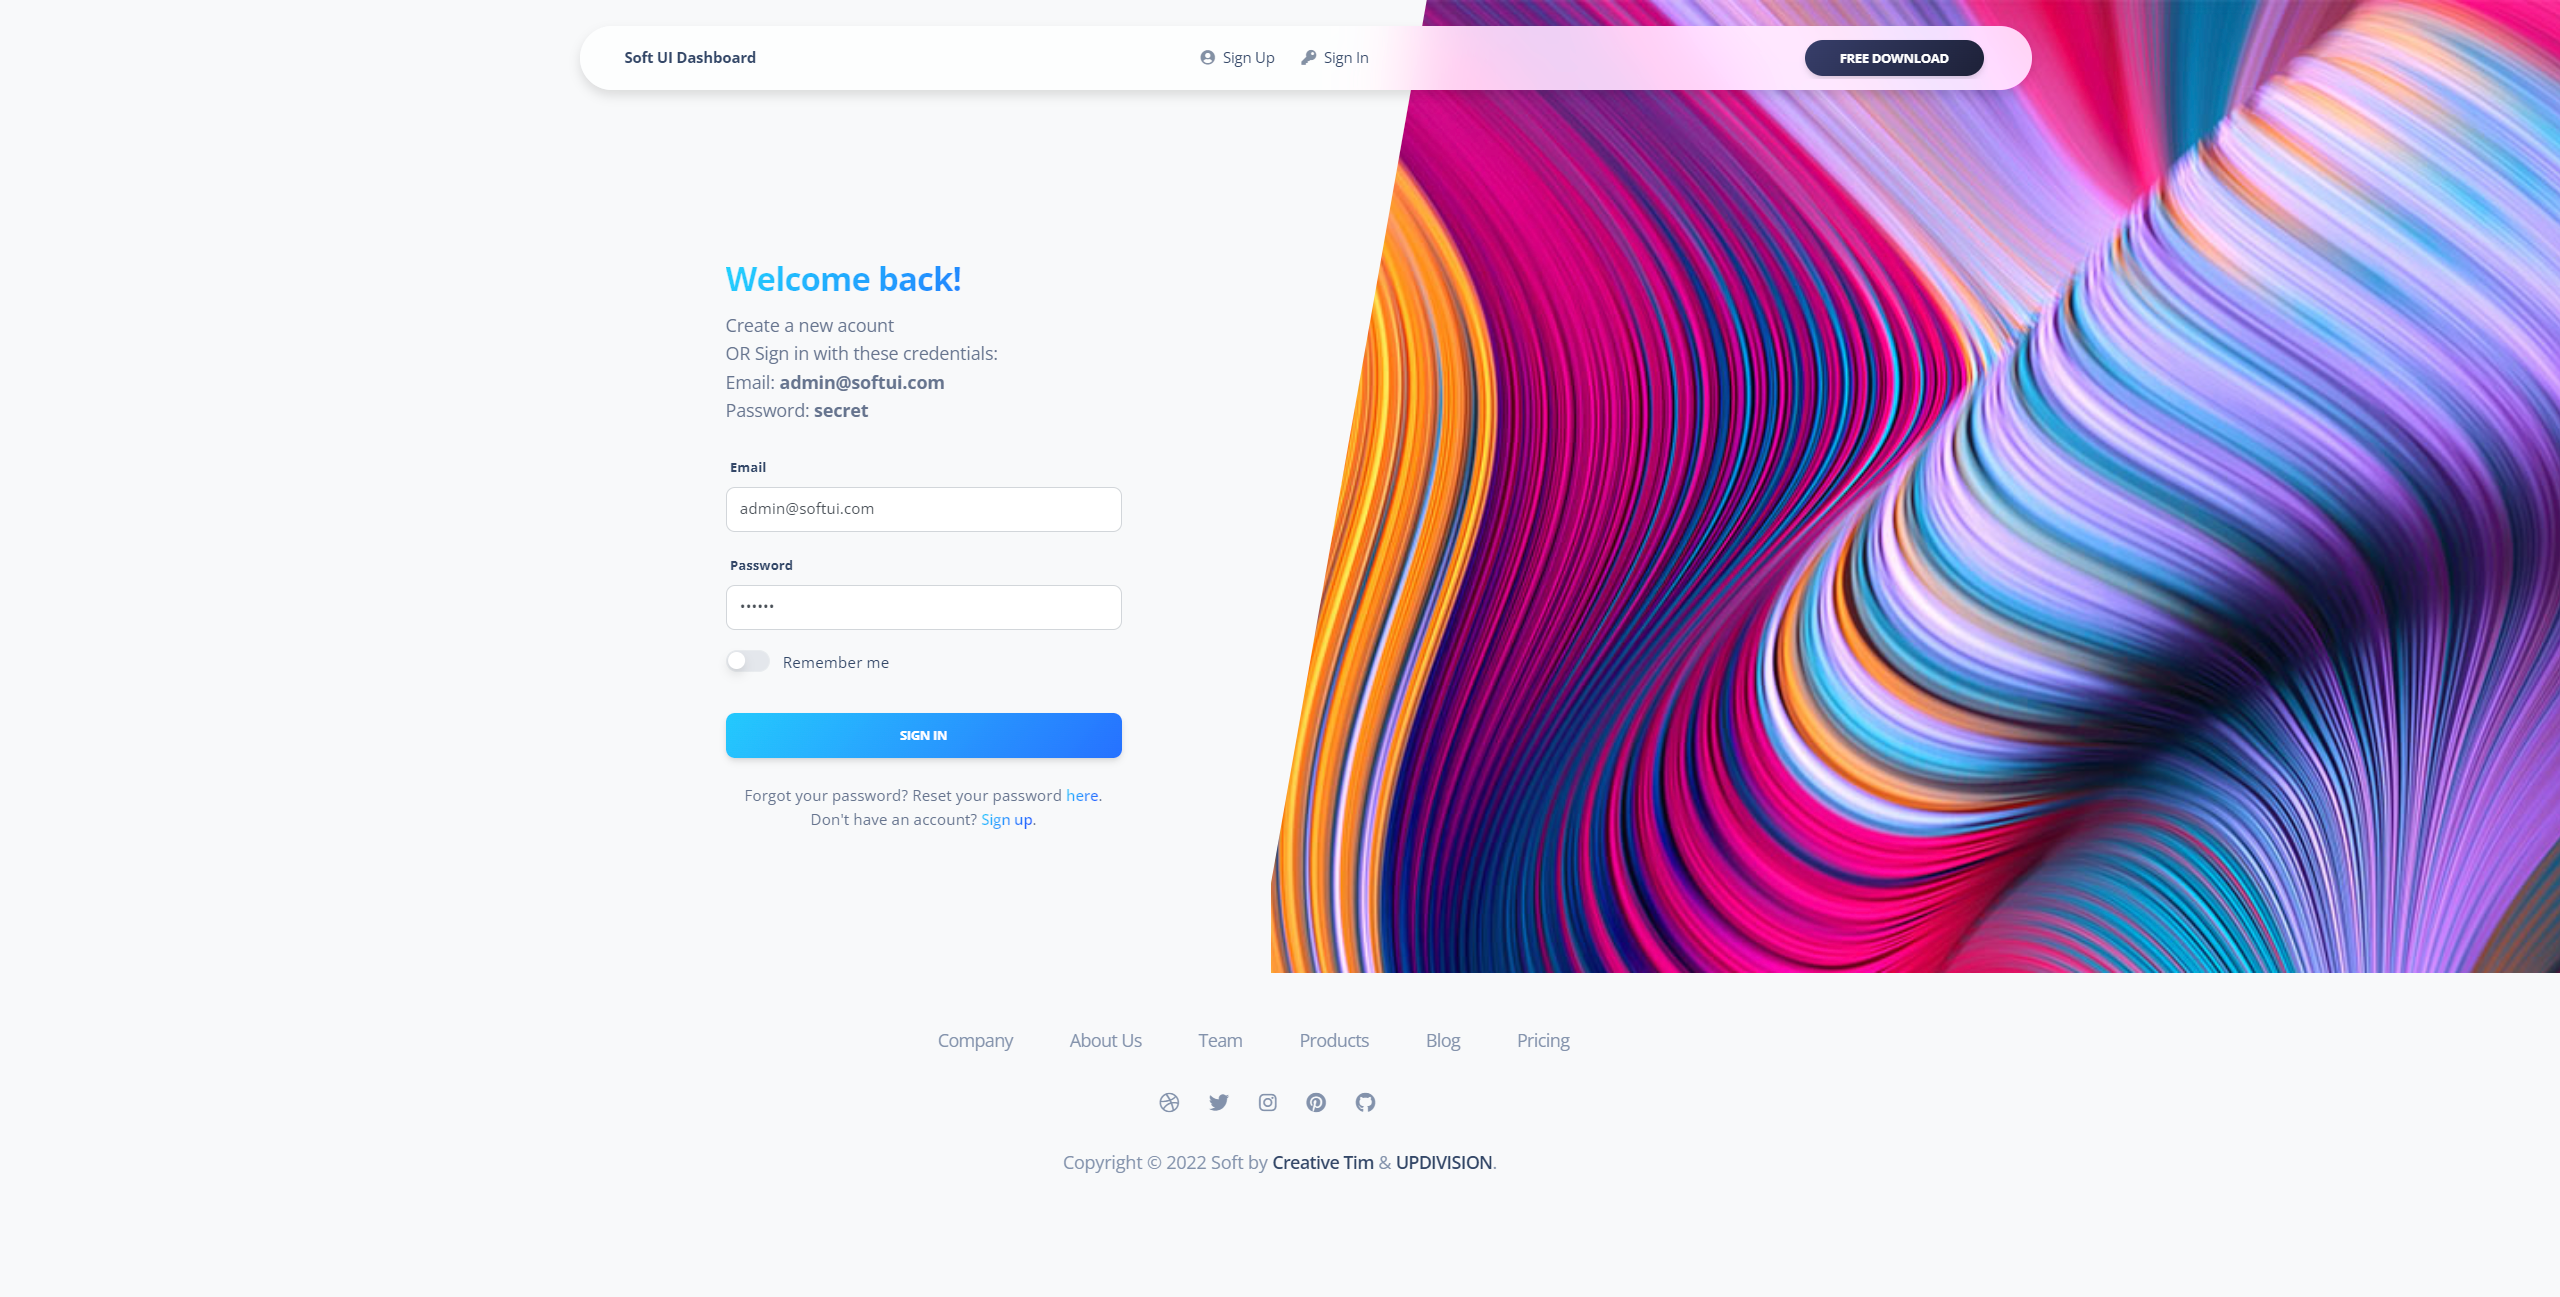 Soft UI Dashboard
Sign Up
Sign In
FREE DOWNLOAD
Welcome back!
Create a new acount
OR Sign in with these credentials:
Email: admin@softui.com
Password: secret
Email
admin@softui.com
Password
••••••
Remember me
SIGN IN
Forgot your password? Reset your password here.
Don't have an account? Sign up.
Company About Us Team Products Blog Pricing
Copyright © 2022 Soft by Creative Tim & UPDIVISION.